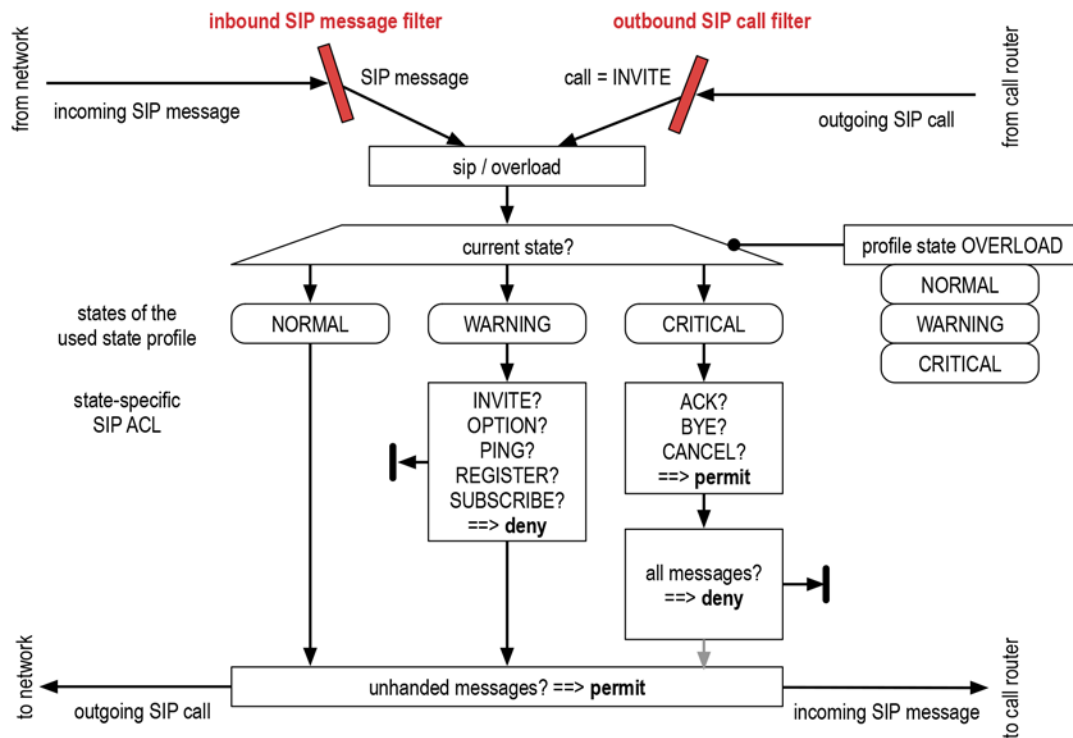 inbound SIP message filter
outbound SIP call filter
from network
SIP message
call = INVITE
from call router
incoming SIP message
outgoing SIP call
sip / overload
current state?
profile state OVERLOAD
NORMAL
WARNING
CRITICAL
states of the
used state profile
NORMAL
WARNING
CRITICAL
state-specific
SIP ACL
INVITE?
OPTION?
PING?
REGISTER?
SUBSCRIBE?
==> deny
ACK?
BYE?
CANCEL?
==> permit
all messages?
==> deny
to network
unhanded messages? ==> permit
to call router
outgoing SIP call
incoming SIP message